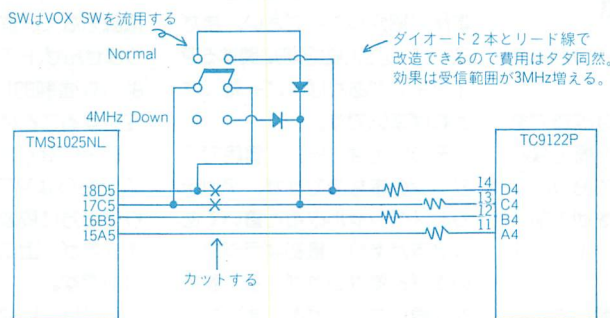 SWはVOX SWを流用する
Normal
ダイオード2本とリード線で
改造できるので費用はタダ同然。
効果は受信範囲が3MHz増える。
4MHz Down
TMS1025NL
TC9122P
18D5
17C5
16B5
15A5
14 D4
13 C4
12 B4
11 A4
カットする